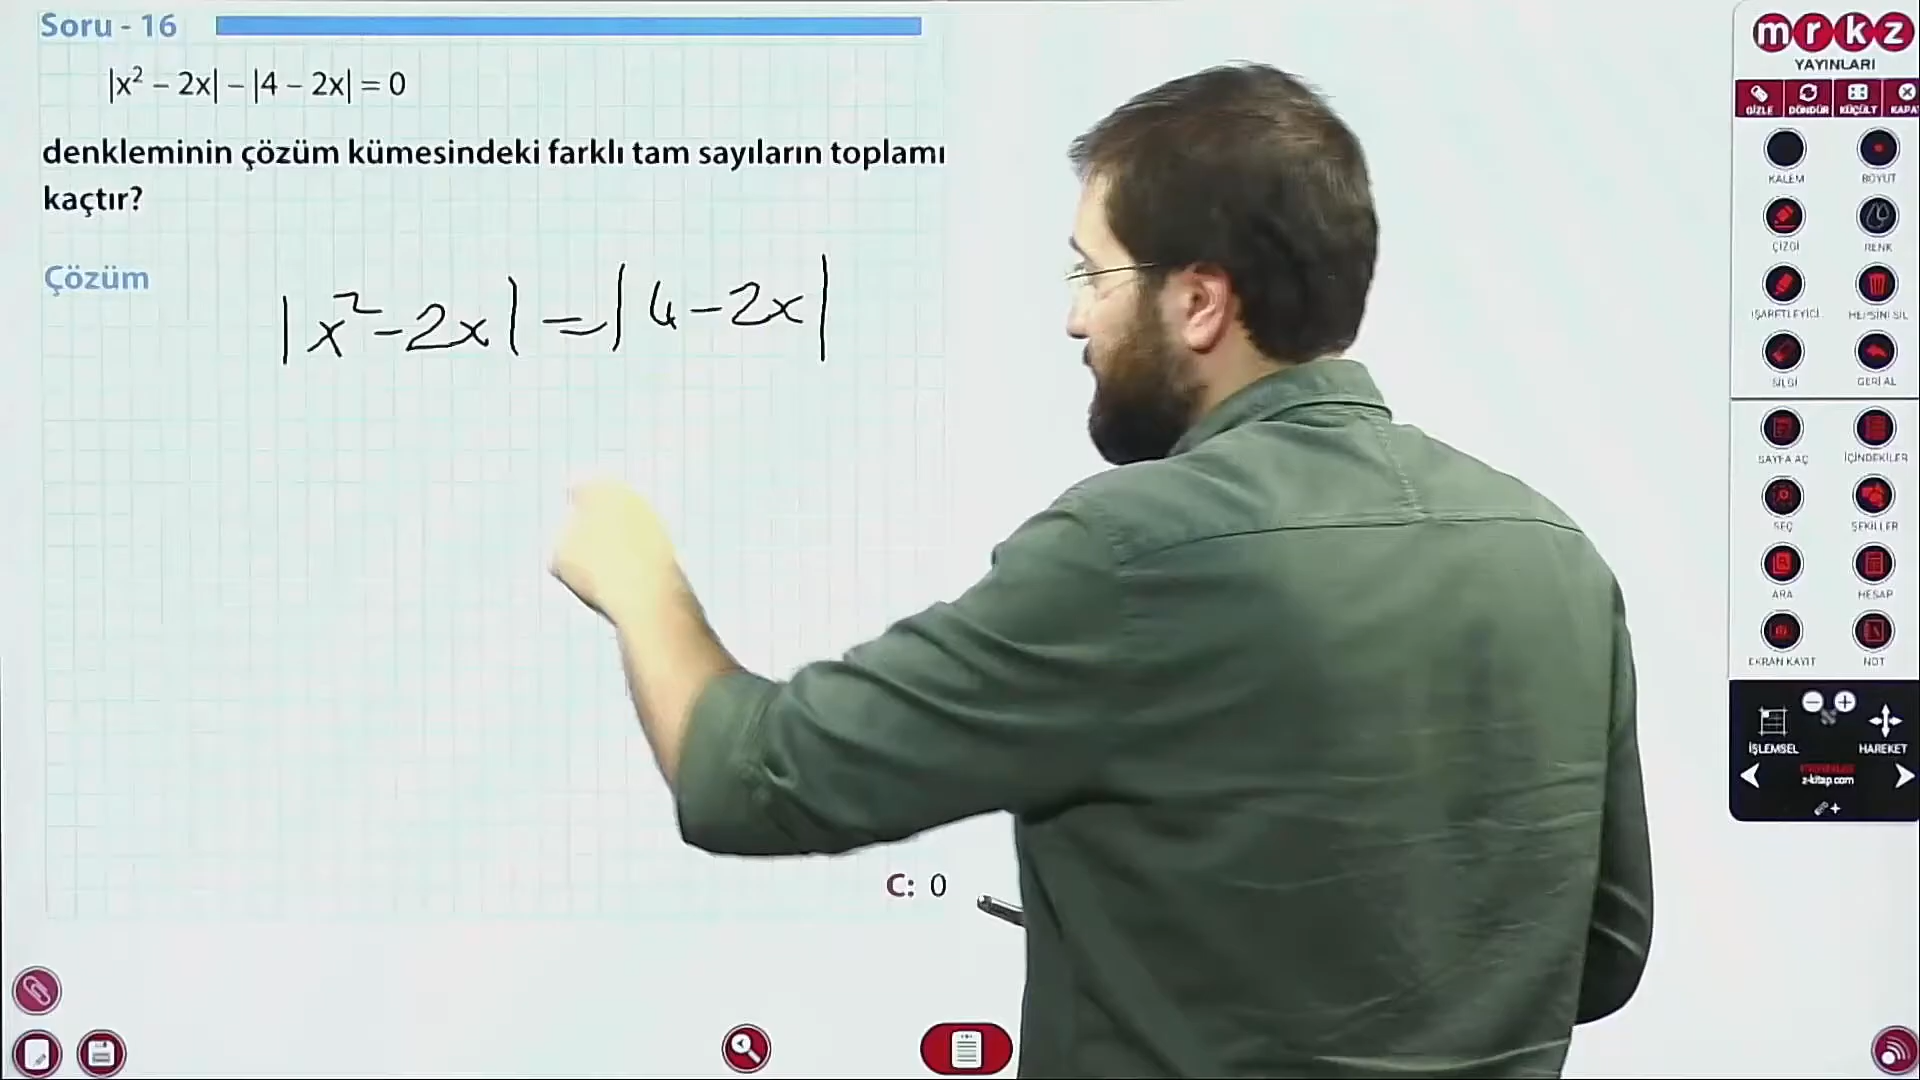 Soru - 16
|x² – 2x| – |4 – 2x| = 0
denkleminin çözüm kümesindeki farklı tam sayıların toplamı
kaçtır?
Çözüm
|x²-2x| = |4-2x|
C: 0
mrkz
YAYINLARI
GİZLE DÖNDÜR KÜÇÜLT KAPA
KALEM BOYUT
ÇİZGİ RENK
İŞARETLEYİCİ HEPSİNİ SİL
SİLGİ GERİ AL
SAYFA AÇ İÇİNDEKİLER
SEÇ ŞEKİLLER
ARA HESAP
EKRAN KAYIT NOT
İŞLEMSEL HAREKET
z-kitap.com